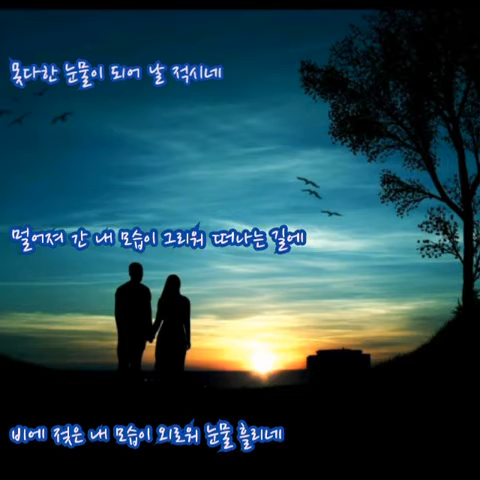 못다한 눈물이 되어 날 적시네
멀어져 간 내 모습이 그리워 떠나는 길에
비에 젖은 내 모습이 외로워 눈물 흘리네